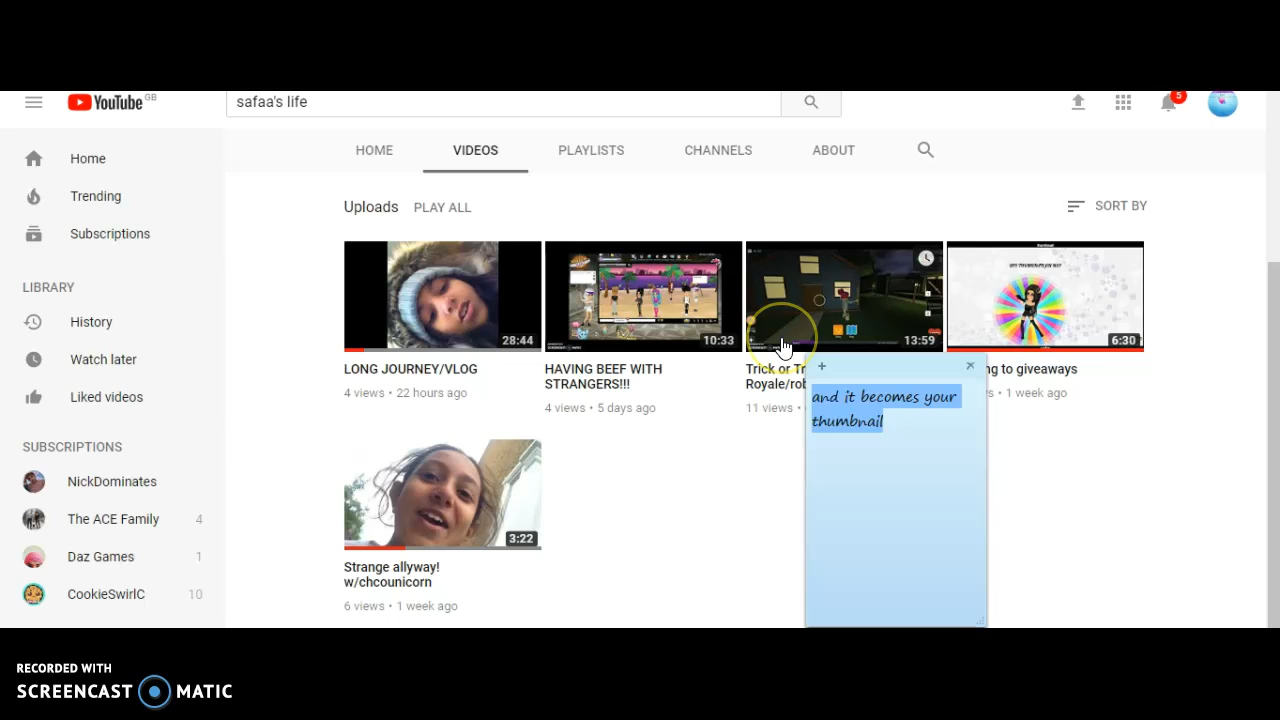 YouTube GB
safaa's life
5
Home
Trending
Subscriptions
LIBRARY
History
Watch later
Liked videos
SUBSCRIPTIONS
NickDominates
The ACE Family 4
Daz Games 1
CookieSwirlC 10
HOME VIDEOS PLAYLISTS CHANNELS ABOUT
Uploads PLAY ALL SORT BY
28:44
LONG JOURNEY/VLOG
4 views • 22 hours ago
10:33
HAVING BEEF WITH
STRANGERS!!!
4 views • 5 days ago
13:59
Trick or Tr
Royale/rob
11 views •
6:30
ng to giveaways
• 1 week ago
3:22
Strange allyway!
w/chcounicorn
6 views • 1 week ago
and it becomes your
thumbnail
RECORDED WITH
SCREENCAST MATIC